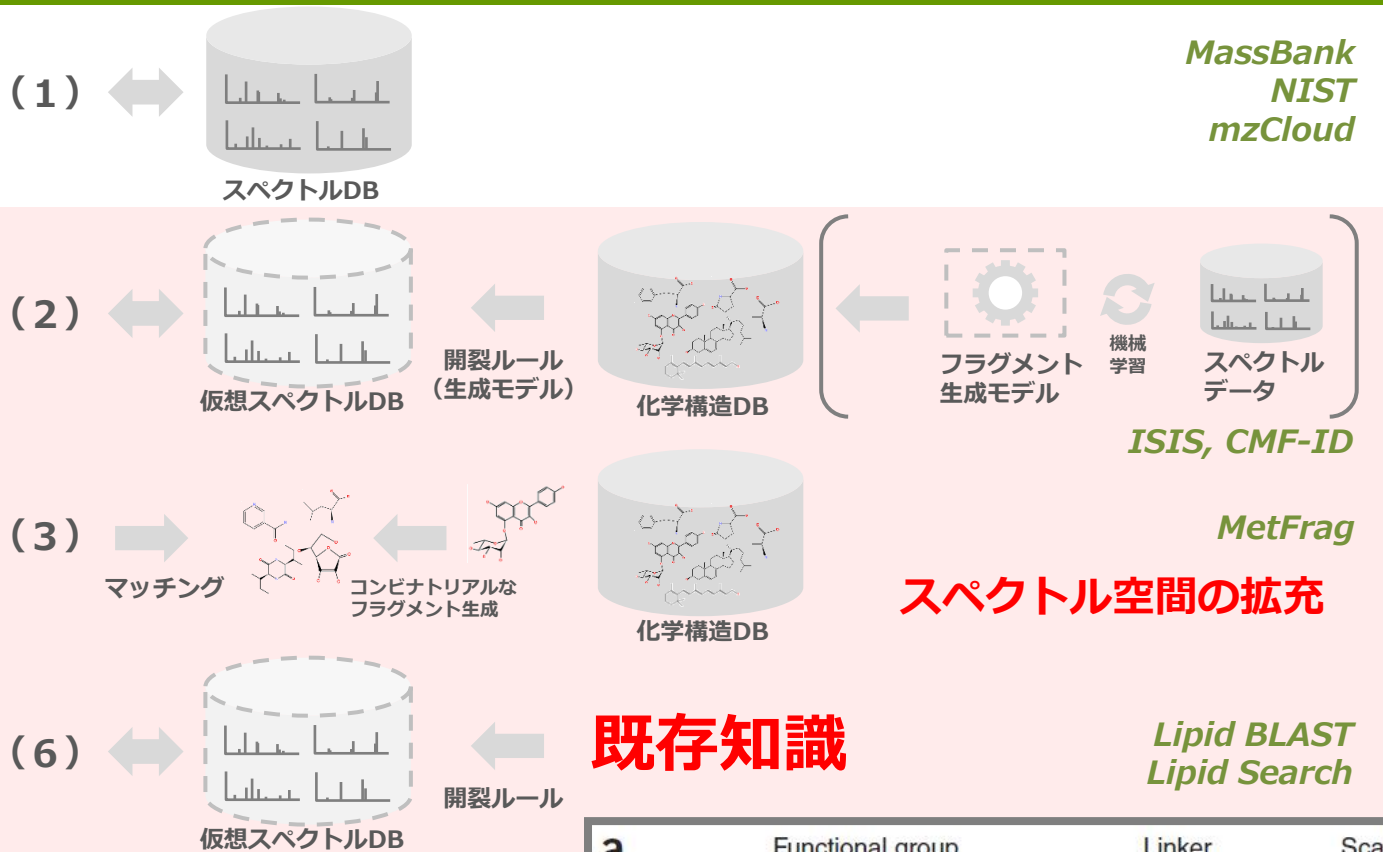 (1)
スペクトルDB
MassBank
NIST
mzCloud
(2)
仮想スペクトルDB
開裂ルール
(生成モデル)
化学構造DB
フラグメント
生成モデル
機械
学習
スペクトル
データ
ISIS, CMF-ID
(3)
マッチング
コンビナトリアルな
フラグメント生成
化学構造DB
MetFrag
スペクトル空間の拡充
(6)
仮想スペクトルDB
開裂ルール
既存知識
Lipid BLAST
Lipid Search
a Functional group Linker